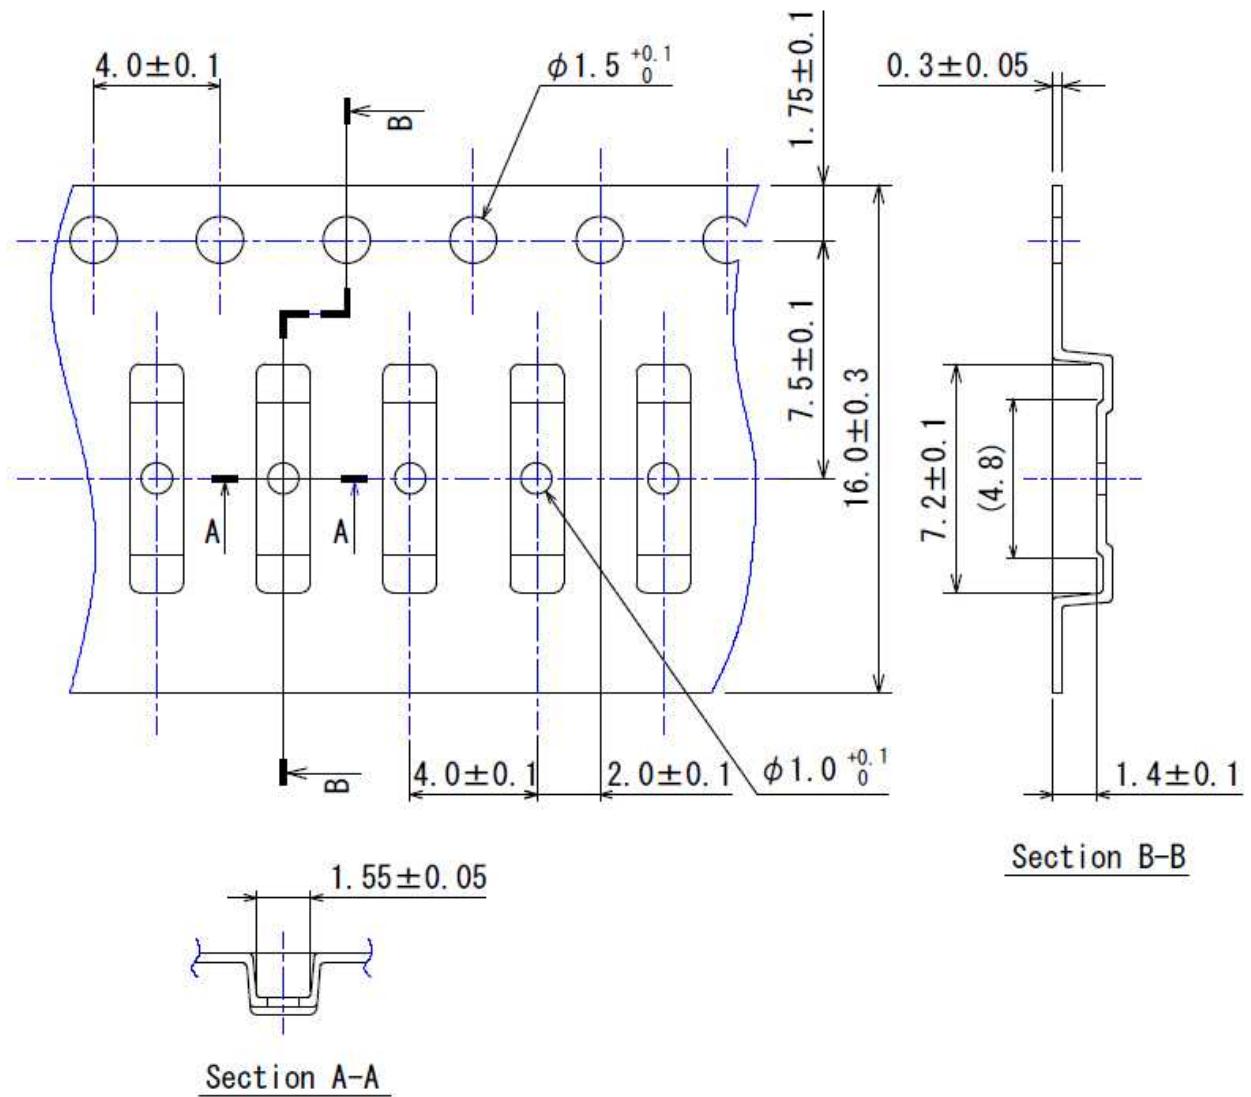 4.0±0.1
B
φ1.5 +0.1 0
1.75±0.1
0.3±0.05
7.5±0.1
16.0±0.3
7.2±0.1
(4.8)
A
A
4.0±0.1
2.0±0.1
φ1.0 +0.1 0
1.4±0.1
B
Section B-B
1.55±0.05
Section A-A